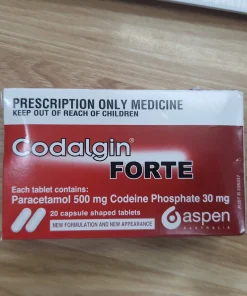 PRESCRIPTION ONLY MEDICINE
KEEP OUT OF REACH OF CHILDREN
Codalgin®
FORTE
Each tablet contains:
Paracetamol 500 mg Codeine Phosphate 30 mg
20 capsule shaped tablets
NEW FORMULATION AND NEW APPEARANCE
aspen
AUSTRALIA